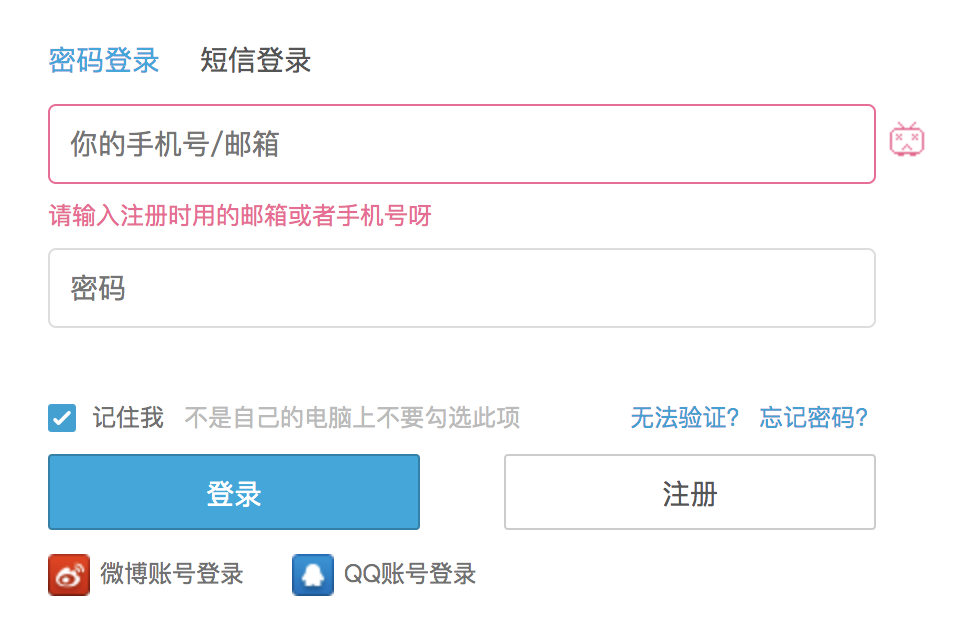 密码登录 短信登录
你的手机号/邮箱
请输入注册时用的邮箱或者手机号呀
密码
记住我 不是自己的电脑上不要勾选此项 无法验证? 忘记密码?
登录 注册
微博账号登录 QQ账号登录